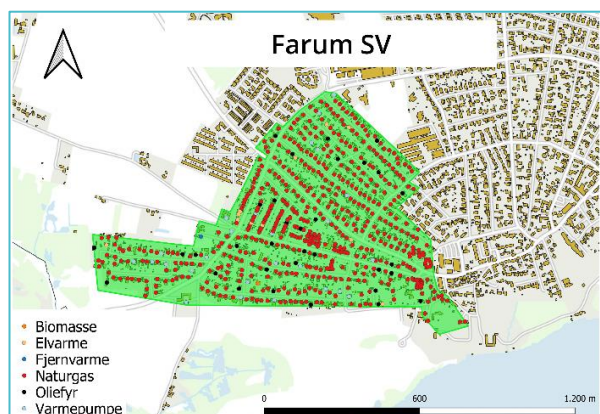 Farum SV
Biomasse
Elvarme
Fjernvarme
Naturgas
Oliefyr
Varmepumpe
0 600 1.200 m